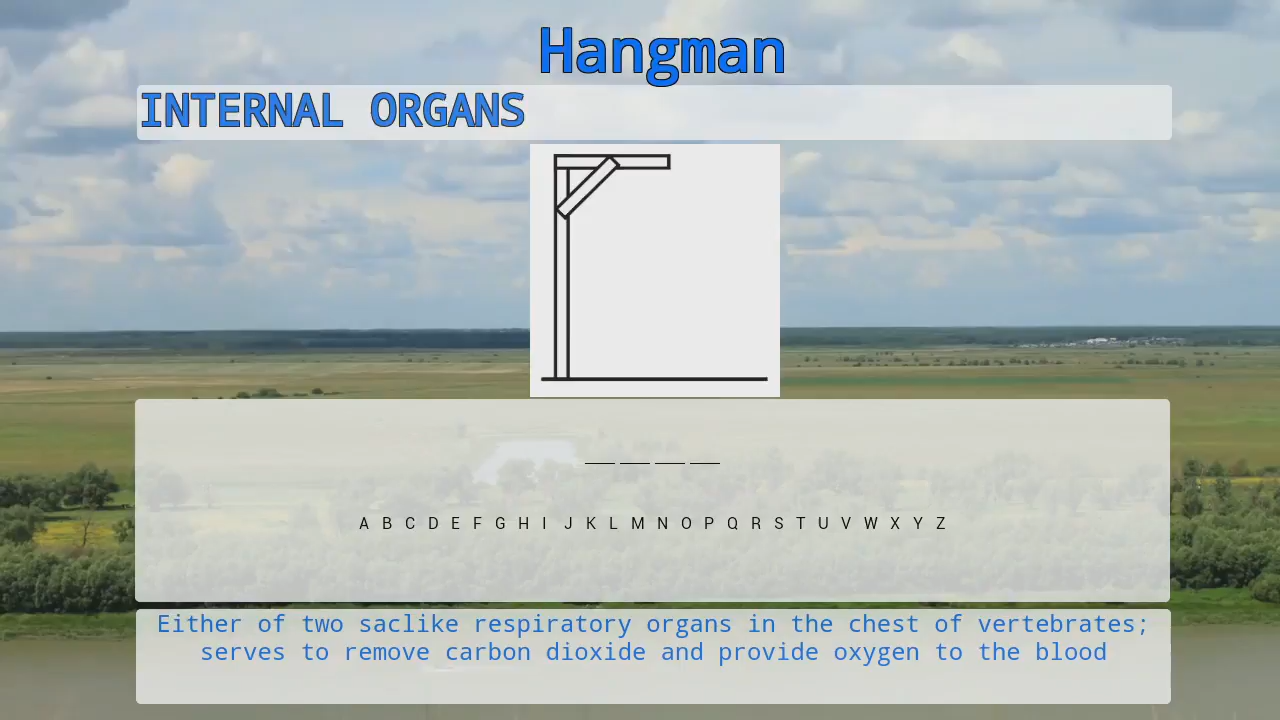 Hangman
INTERNAL ORGANS
A B C D E F G H I J K L M N O P Q R S T U V W X Y Z
Either of two saclike respiratory organs in the chest of vertebrates;
serves to remove carbon dioxide and provide oxygen to the blood